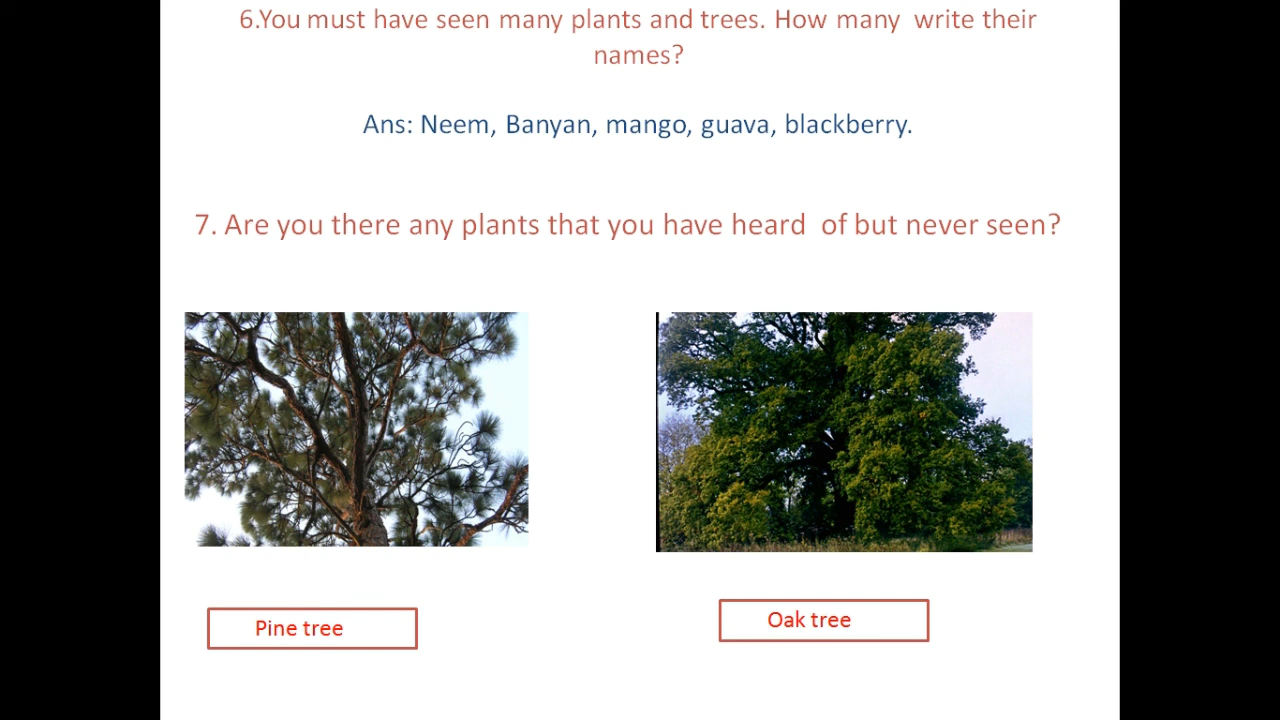 6.You must have seen many plants and trees. How many  write their
names?
Ans: Neem, Banyan, mango, guava, blackberry.
7. Are you there any plants that you have heard  of but never seen?
Pine tree
Oak tree